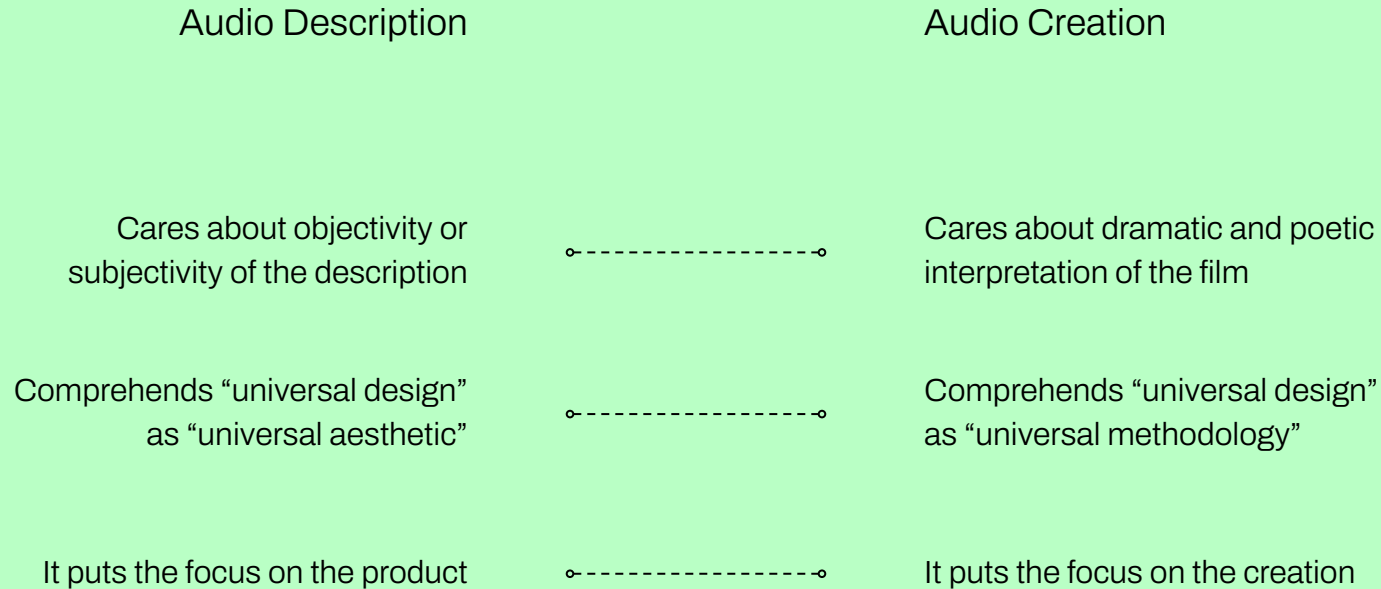 Audio Description
Audio Creation
Cares about objectivity or
subjectivity of the description
Cares about dramatic and poetic
interpretation of the film
Comprehends “universal design”
as “universal aesthetic”
Comprehends “universal design”
as “universal methodology”
It puts the focus on the product
It puts the focus on the creation